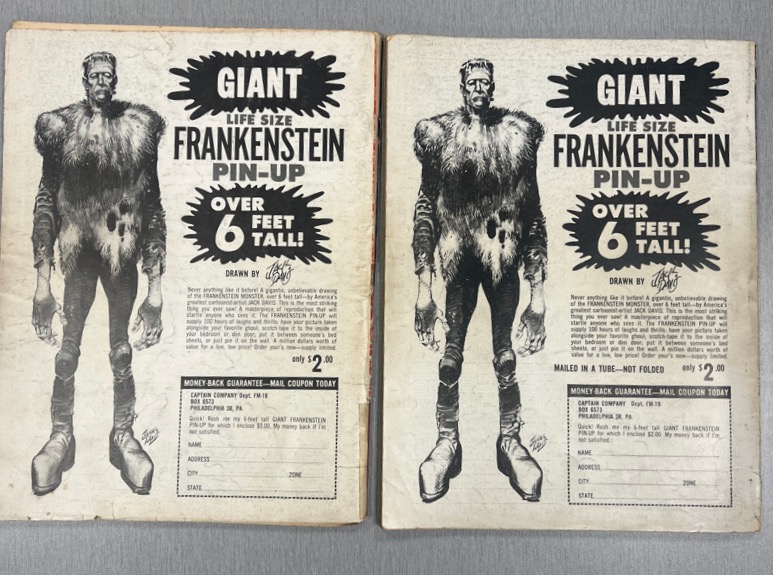 GIANT
LIFE SIZE
FRANKENSTEIN
PIN-UP
OVER
6 FEET
TALL!
DRAWN BY JACK DAVIS
Never anything like it before! A gigantic, unbelievable drawing
of the FRANKENSTEIN MONSTER, over 6 feet tall—by America's
greatest cartoonist-artist JACK DAVIS. This is the most striking
thing you ever saw! A masterpiece of reproduction that will
startle anyone who sees it. The FRANKENSTEIN PIN-UP will
supply 100 hours of laughs and thrills. have your picture taken
alongside your favorite ghoul, scotch-tape it to the inside of
your bedroom or den door; put it between someone's bed
sheets, or just pin it on the wall. A million dollars worth of
value for a low, low price! Order your's now—supply limited.
only $2.00
MONEY-BACK GUARANTEE—MAIL COUPON TODAY
CAPTAIN COMPANY Dept. FM-18
BOX 6573
PHILADELPHIA 38, PA.
Quick! Rush me my 6-feet tall GIANT FRANKENSTEIN
PIN-UP for which I enclose $2.00. My money back if I'm
not satisfied.
NAME
ADDRESS
CITY ZONE
STATE
JACK DAVIS
GIANT
LIFE SIZE
FRANKENSTEIN
PIN-UP
OVER
6 FEET
TALL!
DRAWN BY JACK DAVIS
Never anything like it before! A gigantic, unbelievable drawing
of the FRANKENSTEIN MONSTER, over 6 feet tall—by America's
greatest cartoonist-artist JACK DAVIS. This is the most striking
thing you ever saw! A masterpiece of reproduction that will
startle anyone who sees it. The FRANKENSTEIN PIN-UP will
supply 100 hours of laughs and thrills. have your picture taken
alongside your favorite ghoul, scotch-tape it to the inside of
your bedroom or den door; put it between someone's bed
sheets, or just pin it on the wall. A million dollars worth of
value for a low, low price! Order your's now—supply limited.
MAILED IN A TUBE—NOT FOLDED only $2.00
MONEY-BACK GUARANTEE—MAIL COUPON TODAY
CAPTAIN COMPANY Dept. FM-19
BOX 6573
PHILADELPHIA 38, PA.
Quick! Rush me my 6-feet tall GIANT FRANKENSTEIN
PIN-UP for which I enclose $2.00. My money back if I'm
not satisfied.
NAME
ADDRESS
CITY ZONE
STATE
JACK DAVIS